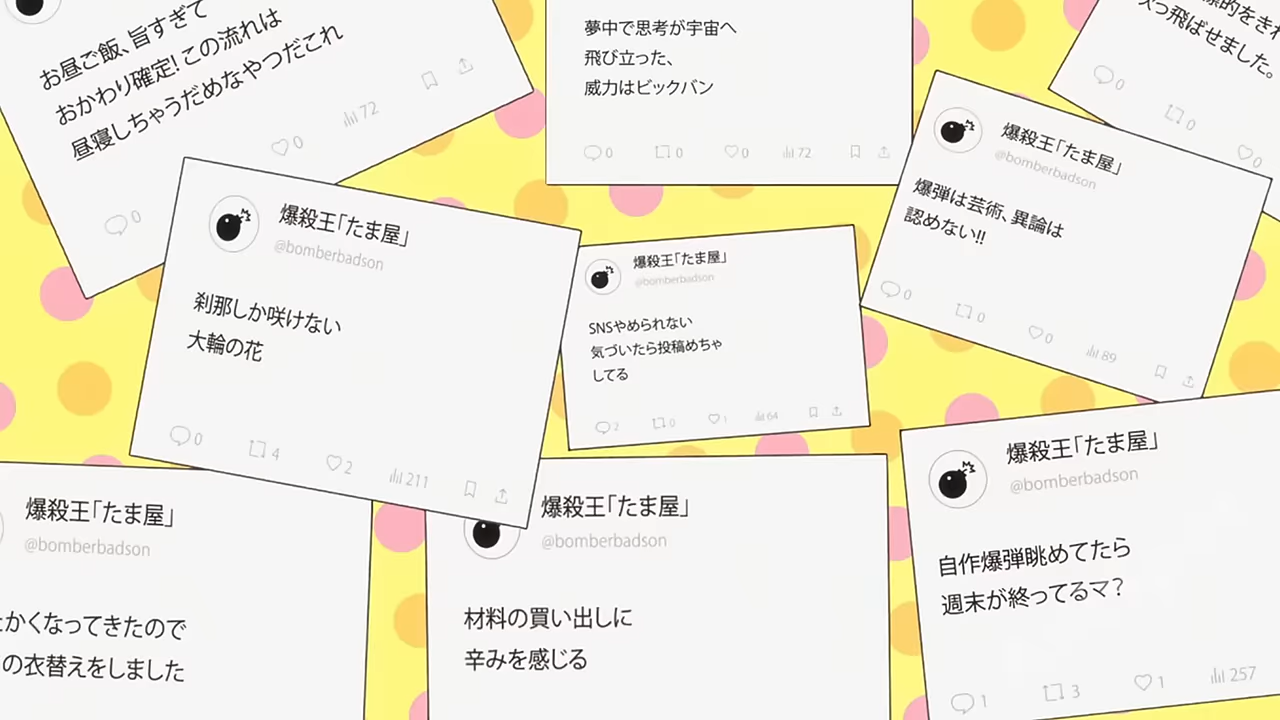 お昼ご飯、旨すぎて
おかわり確定! この流れは
昼寝しちゃうだめなやつだこれ
0
0
72
夢中で思考が宇宙へ
飛び立った、
威力はビックバン
0
0
0
72
吹っ飛ばせました。
0
0
0
爆殺王「たま屋」
@bomberbadson
刹那しか咲けない
大輪の花
0
4
2
211
爆殺王「たま屋」
@bomberbadson
SNSやめられない
気づいたら投稿めちゃ
してる
2
0
1
64
爆殺王「たま屋」
@bomberbadson
爆弾は芸術、異論は
認めない!!
0
0
0
89
爆殺王「たま屋」
@bomberbadson
かくなってきたので
の衣替えをしました
爆殺王「たま屋」
@bomberbadson
材料の買い出しに
辛みを感じる
爆殺王「たま屋」
@bomberbadson
自作爆弾眺めてたら
週末が終ってるマ?
1
3
1
257